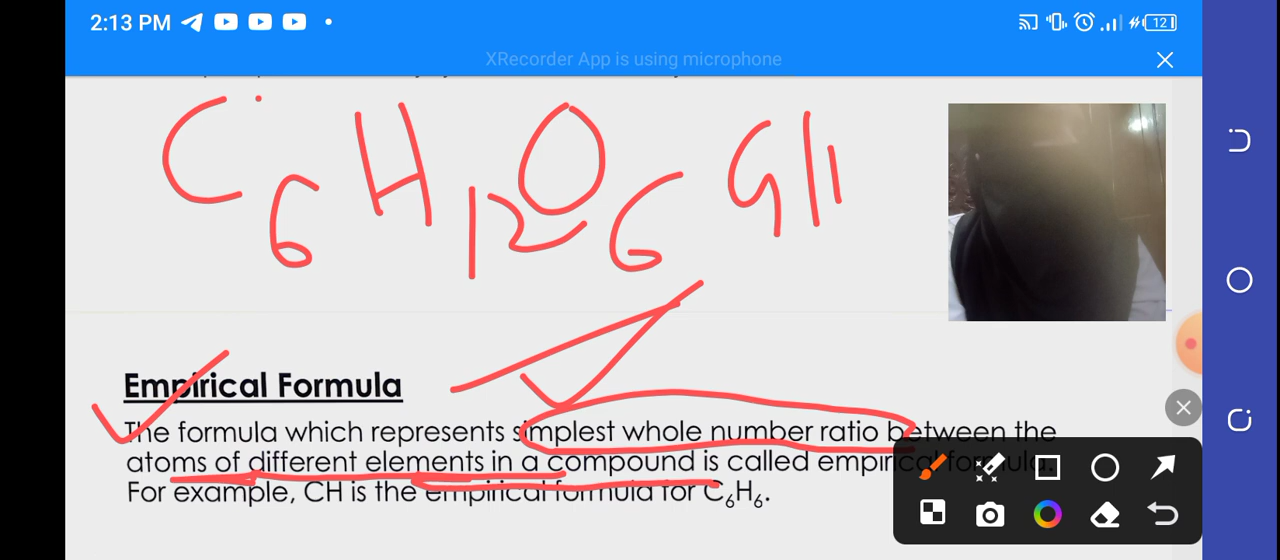 2:13 PM
12
XRecorder App is using microphone
C6H12O6
Empirical Formula
The formula which represents simplest whole number ratio between the
atoms of different elements in a compound is called empirical formula.
For example, CH is the empirical formula for C₆H₆.